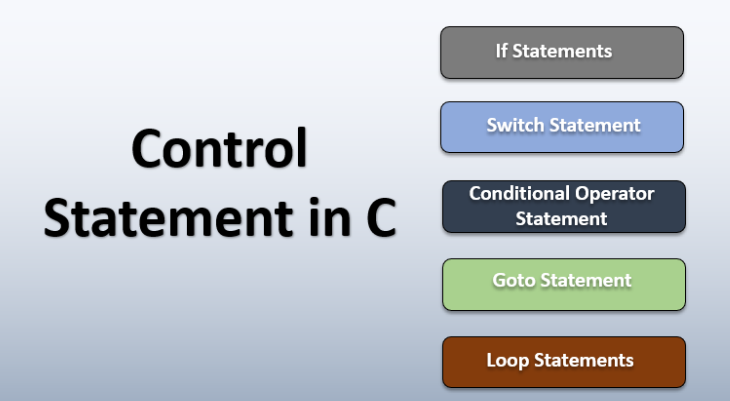 Control
Statement in C
If Statements
Switch Statement
Conditional Operator
Statement
Goto Statement
Loop Statements